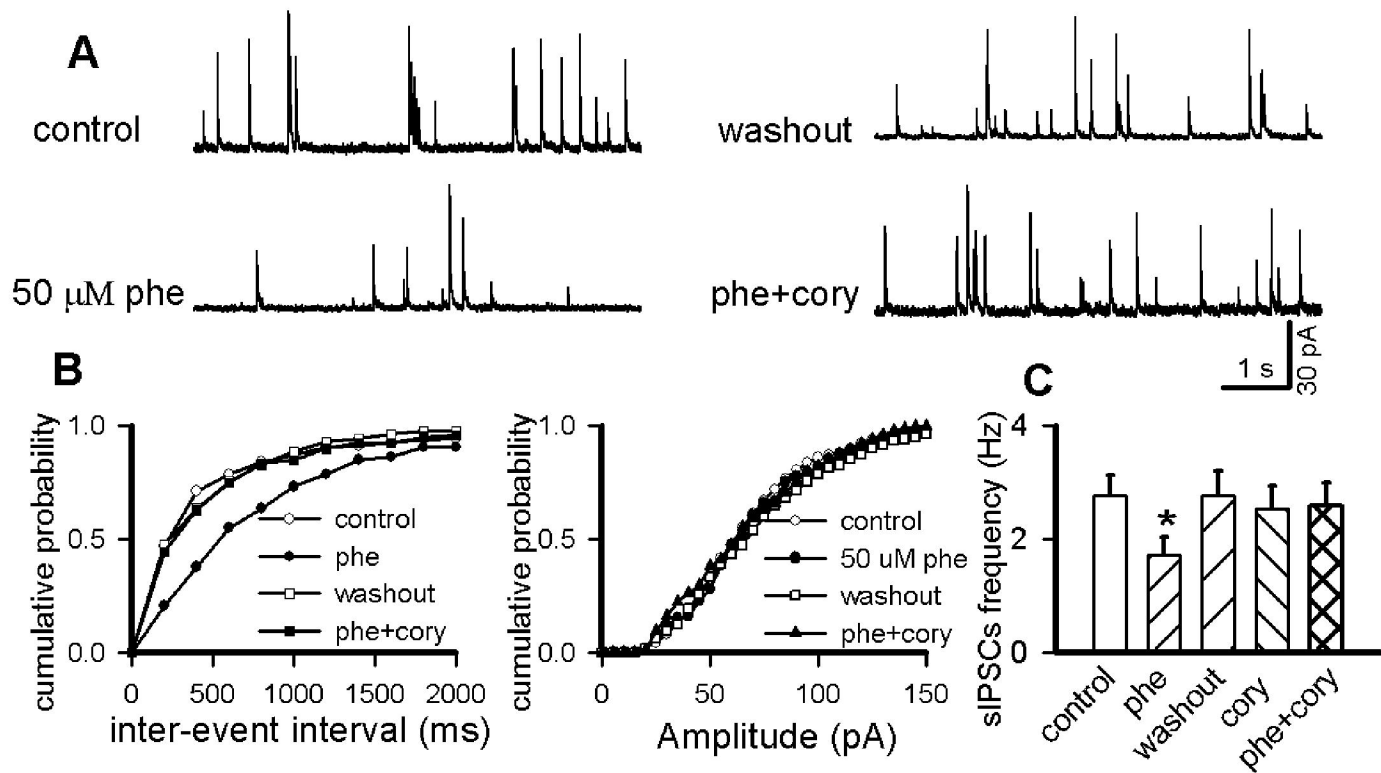 A
control
washout
50 μM phe
phe+cory
1 s
30 pA
B
cumulative probability
1.0
0.5
0.0
control
phe
washout
phe+cory
0
500
1000
1500
2000
inter-event interval (ms)
cumulative probability
1.0
0.5
0.0
control
50 uM phe
washout
phe+cory
0
50
100
150
Amplitude (pA)
C
sIPSCs frequency (Hz)
4
2
0
*
control
phe
washout
cory
phe+cory